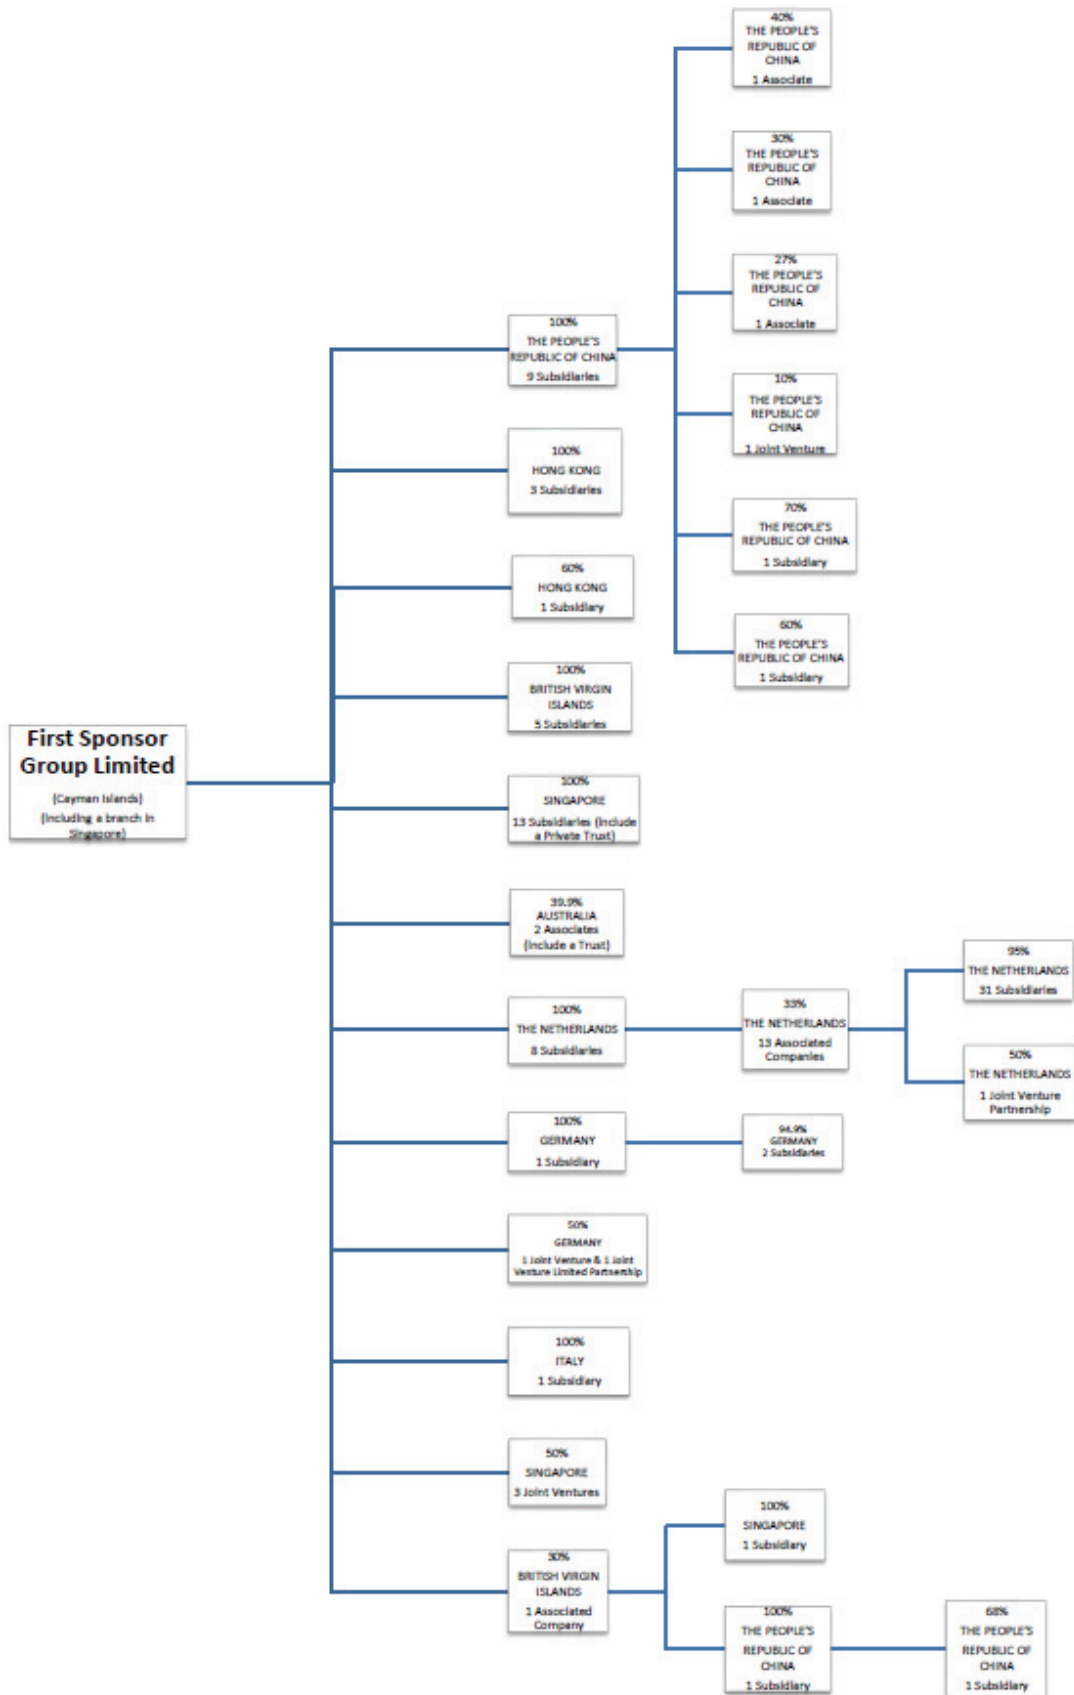 First Sponsor
Group Limited
(Cayman Islands)
(Including a branch in
Singapore)
100%
THE PEOPLE'S
REPUBLIC OF CHINA
9 Subsidiaries
40%
THE PEOPLE'S
REPUBLIC OF
CHINA
1 Associate
30%
THE PEOPLE'S
REPUBLIC OF
CHINA
1 Associate
27%
THE PEOPLE'S
REPUBLIC OF
CHINA
1 Associate
10%
THE PEOPLE'S
REPUBLIC OF
CHINA
1 Joint Venture
70%
THE PEOPLE'S
REPUBLIC OF CHINA
1 Subsidiary
60%
THE PEOPLE'S
REPUBLIC OF CHINA
1 Subsidiary
100%
HONG KONG
3 Subsidiaries
60%
HONG KONG
1 Subsidiary
100%
BRITISH VIRGIN
ISLANDS
5 Subsidiaries
100%
SINGAPORE
13 Subsidiaries (Include
a Private Trust)
39.9%
AUSTRALIA
2 Associates
(Include a Trust)
100%
THE NETHERLANDS
8 Subsidiaries
33%
THE NETHERLANDS
13 Associated
Companies
95%
THE NETHERLANDS
31 Subsidiaries
50%
THE NETHERLANDS
1 Joint Venture
Partnership
100%
GERMANY
1 Subsidiary
94.9%
GERMANY
2 Subsidiaries
50%
GERMANY
1 Joint Venture & 1 Joint
Venture Limited Partnership
100%
ITALY
1 Subsidiary
50%
SINGAPORE
3 Joint Ventures
30%
BRITISH VIRGIN
ISLANDS
1 Associated
Company
100%
SINGAPORE
1 Subsidiary
100%
THE PEOPLE'S
REPUBLIC OF
CHINA
1 Subsidiary
68%
THE PEOPLE'S
REPUBLIC OF
CHINA
1 Subsidiary